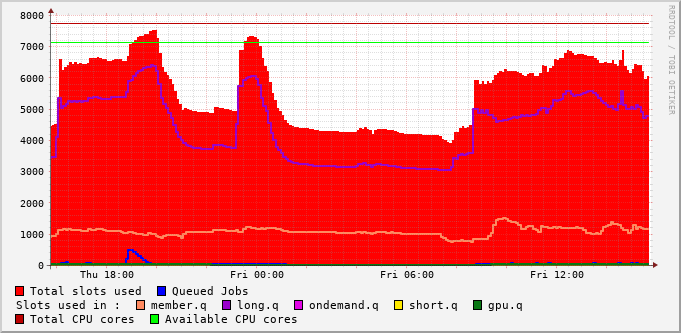 8000
7000
6000
5000
4000
3000
2000
1000
0
Thu 18:00 Fri 00:00 Fri 06:00 Fri 12:00
RRDTOOL / TOBI OETIKER
Total slots used Queued Jobs
Slots used in : member.q long.q ondemand.q short.q gpu.q
Total CPU cores Available CPU cores